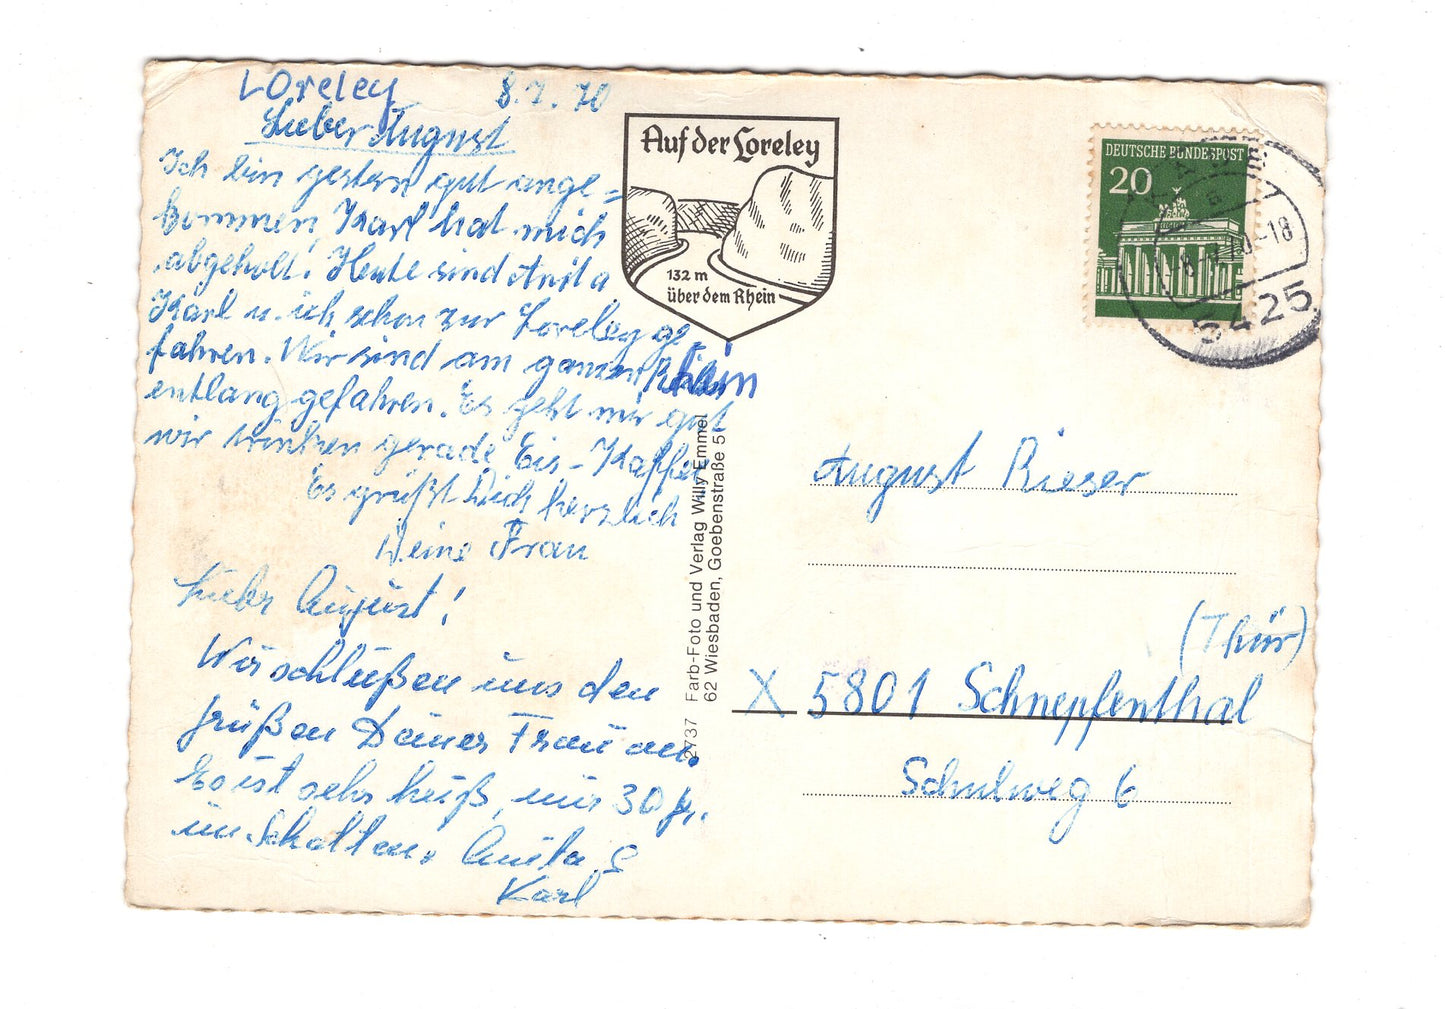 Loreley 8.7.70
Lieber August
Ich bin gestern gut ange=
kommen, Karl hat mich
abgeholt. Heute sind Anita
Karl u. ich schon zur Loreley ge-
fahren. Wir sind am ganzen Rhein
entlang gefahren. Es geht mir gut
wir trinken gerade Eis-Kaffee
Es grüßt Dich herzlich
Deine Frau
Lieber August!
Wir schließen uns den
Grüßen Deiner Frau an.
Es ist sehr heiß, nur 30 Gr.
im Schatten. Anita &
Karl
Auf der Loreley
132 m
über dem Rhein
2737 Farb-Foto und Verlag Willy Emmel
62 Wiesbaden, Goebenstraße 5
DEUTSCHE BUNDESPOST
20
-18
5425
August Rieser
(Thür)
X 5801 Schnepfenthal
Schulweg 6